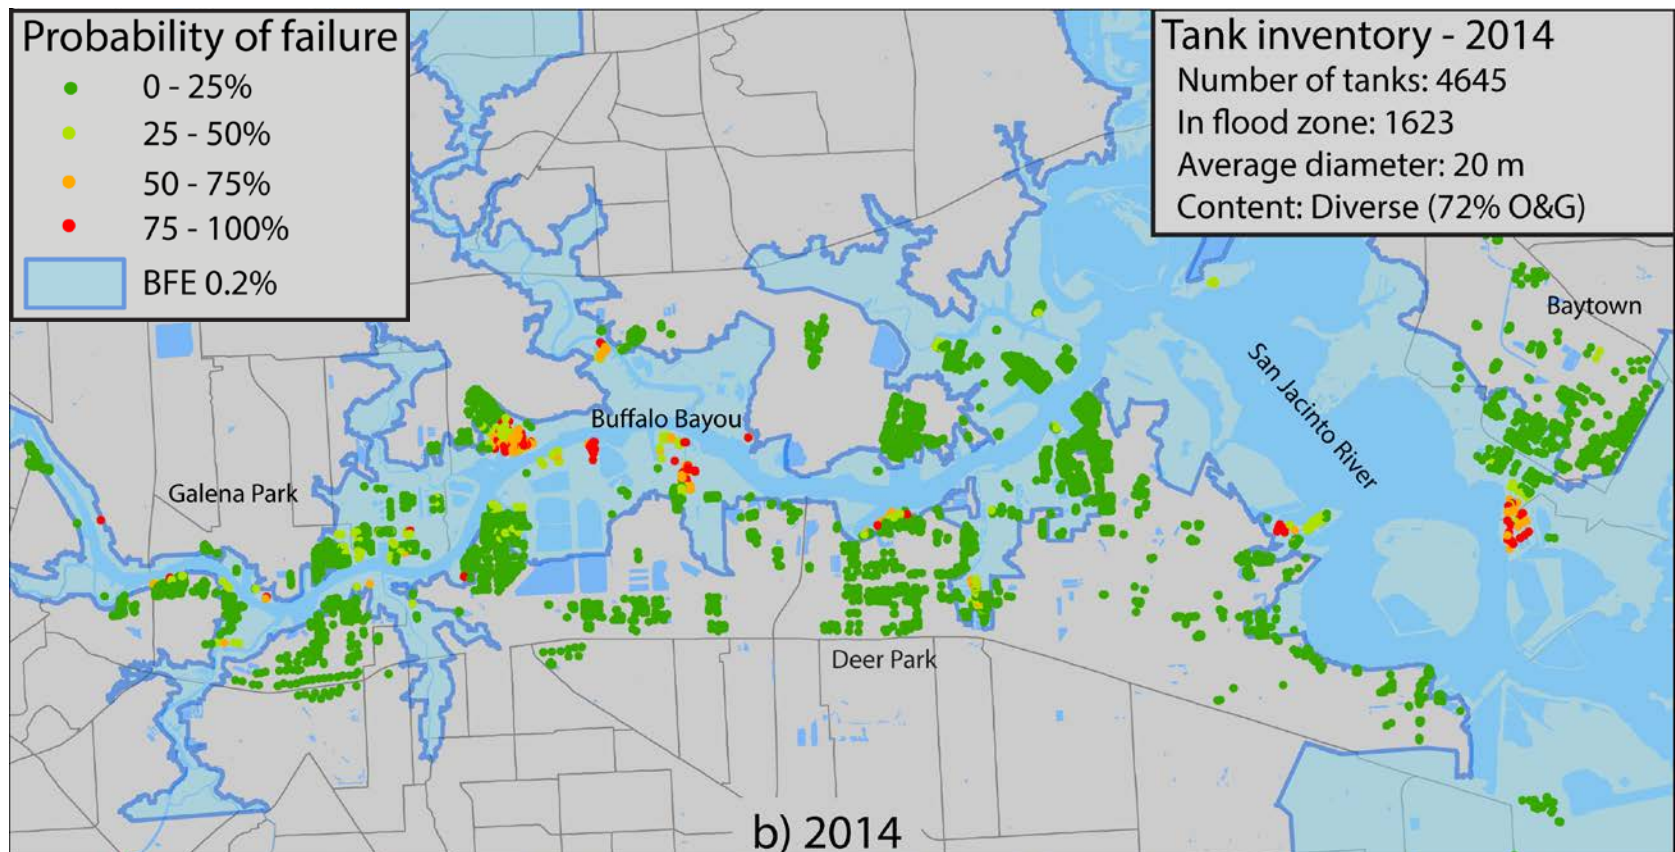 Probability of failure
0 - 25%
25 - 50%
50 - 75%
75 - 100%
BFE 0.2%
Tank inventory - 2014
Number of tanks: 4645
In flood zone: 1623
Average diameter: 20 m
Content: Diverse (72% O&G)
Baytown
San Jacinto River
Buffalo Bayou
Galena Park
Deer Park
b) 2014